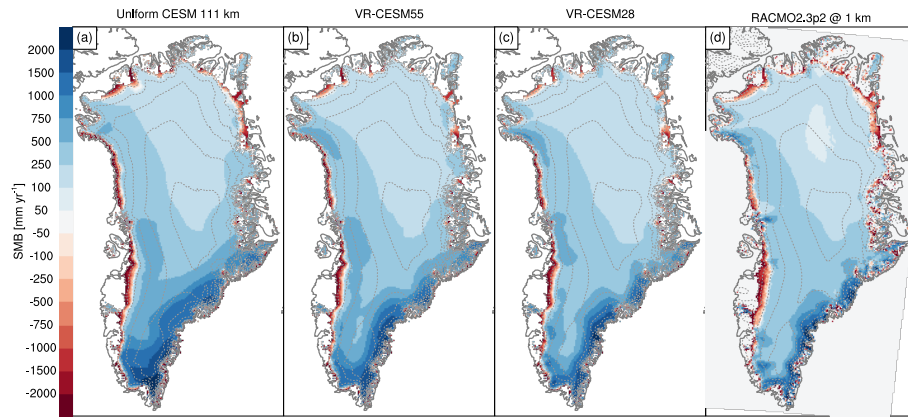 Uniform CESM 111 km
VR-CESM55
VR-CESM28
RACMO2.3p2 @ 1 km
(a)
(b)
(c)
(d)
SMB [mm yr⁻¹]
2000
1500
1000
750
500
250
100
50
-50
-100
-250
-500
-750
-1000
-1500
-2000